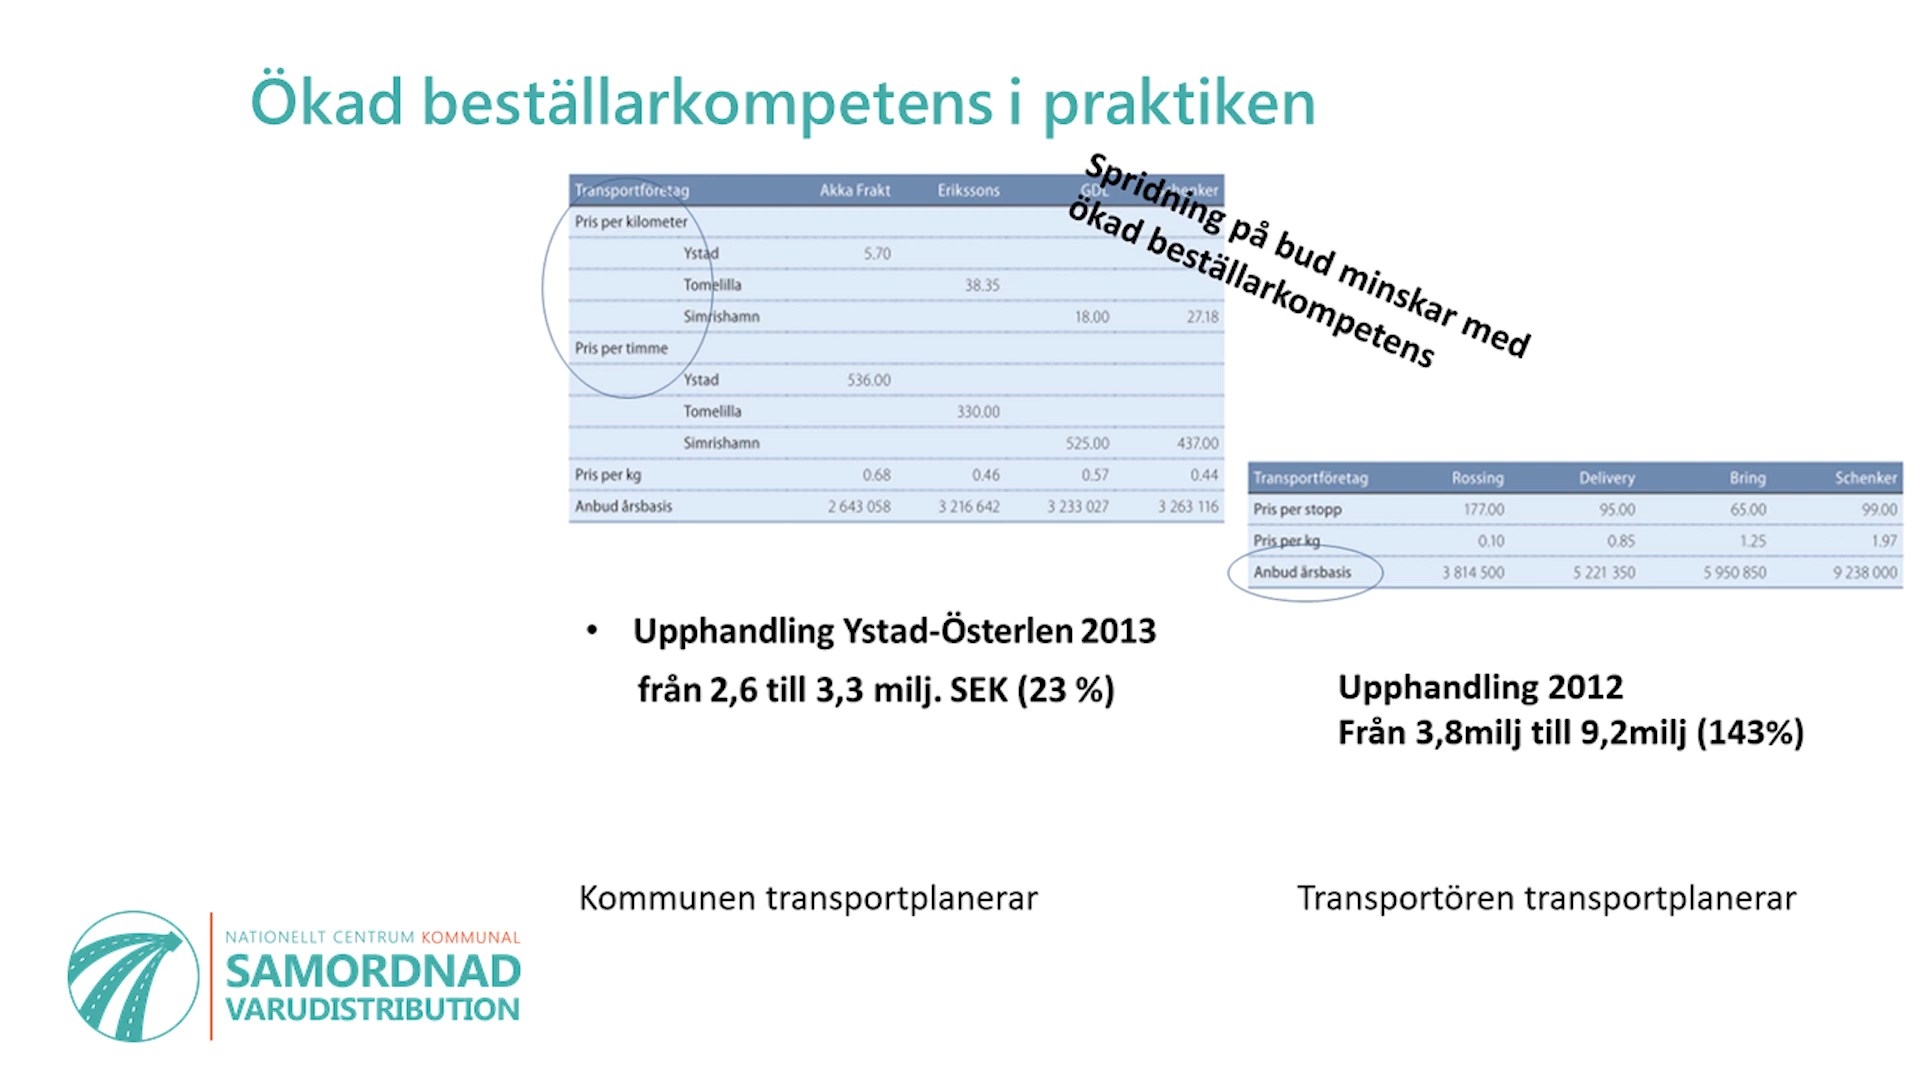 Ökad beställarkompetens i praktiken
Spridning på bud minskar med
ökad beställarkompetens
Transportföretag Akka Frakt Erikssons GDL Schenker
Pris per kilometer
Ystad 5.70
Tomelilla 38.35
Simrishamn 18.00 27.18
Pris per timme
Ystad 536.00
Tomelilla 330.00
Simrishamn 525.00 437.00
Pris per kg 0.68 0.46 0.57 0.44
Anbud årsbasis 2 643 058 3 216 642 3 233 027 3 263 116
Transportföretag Rossing Delivery Bring Schenker
Pris per stopp 177.00 95.00 65.00 99.00
Pris per kg 0.10 0.85 1.25 1.97
Anbud årsbasis 3 814 500 5 221 350 5 950 850 9 238 000
• Upphandling Ystad-Österlen 2013
från 2,6 till 3,3 milj. SEK (23 %)
Upphandling 2012
Från 3,8milj till 9,2milj (143%)
Kommunen transportplanerar
Transportören transportplanerar
NATIONELLT CENTRUM KOMMUNAL
SAMORDNAD
VARUDISTRIBUTION